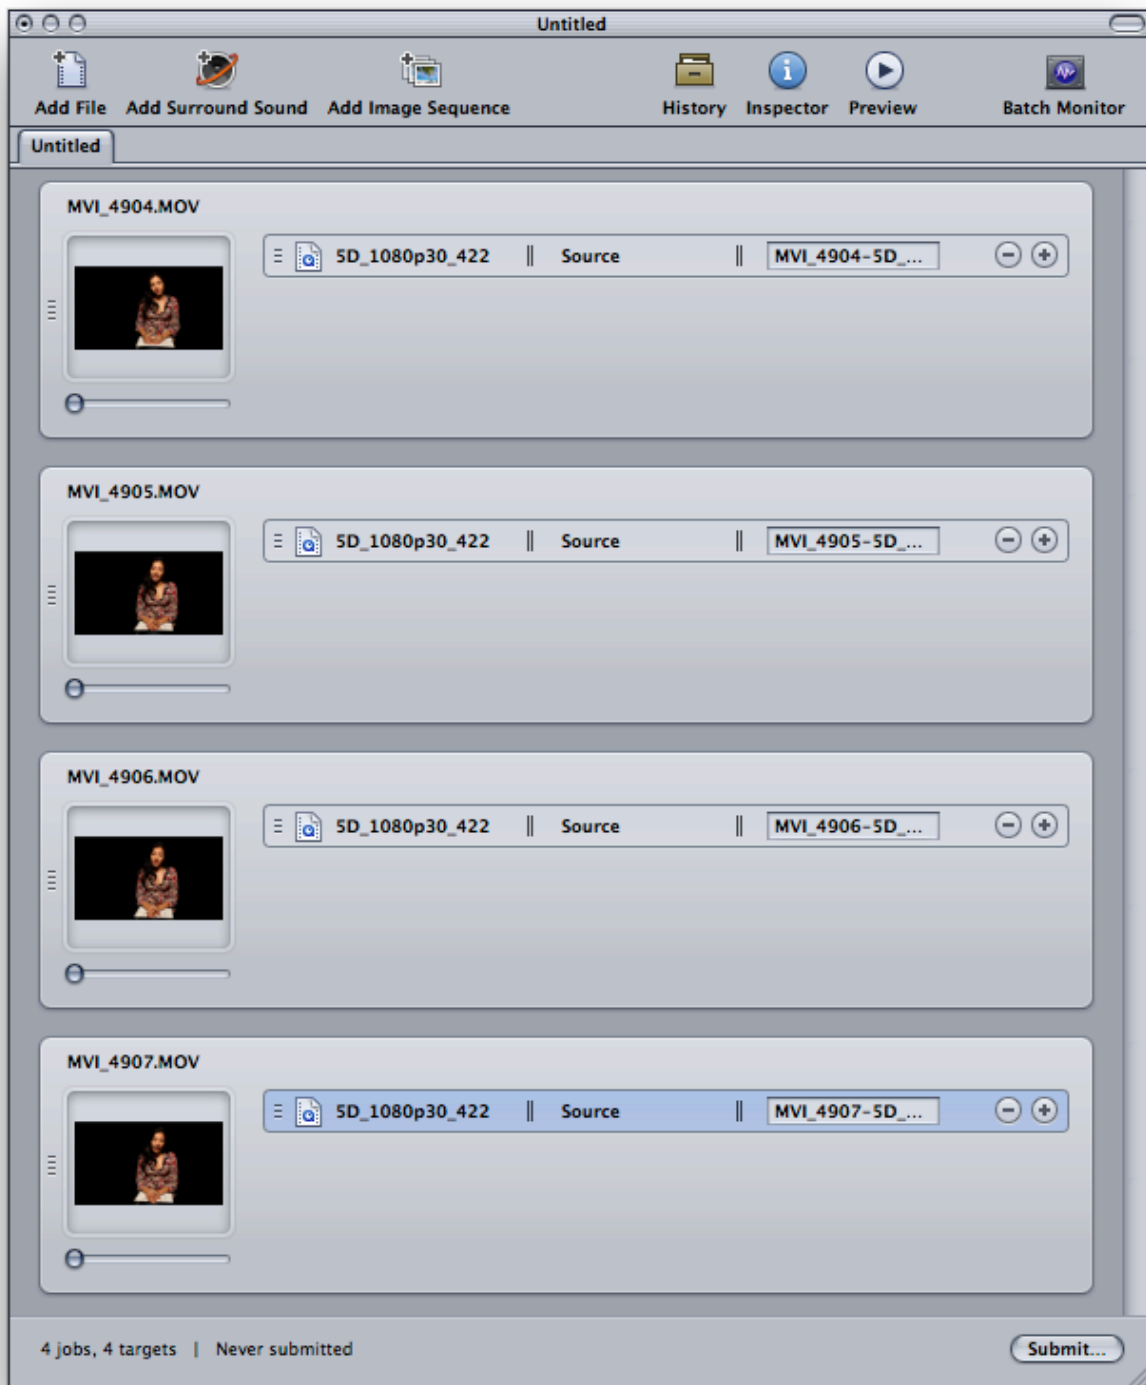 Untitled
Add File Add Surround Sound Add Image Sequence History Inspector Preview Batch Monitor
Untitled
MVI_4904.MOV
5D_1080p30_422 || Source || MVI_4904-5D_...
MVI_4905.MOV
5D_1080p30_422 || Source || MVI_4905-5D_...
MVI_4906.MOV
5D_1080p30_422 || Source || MVI_4906-5D_...
MVI_4907.MOV
5D_1080p30_422 || Source || MVI_4907-5D_...
4 jobs, 4 targets | Never submitted Submit...